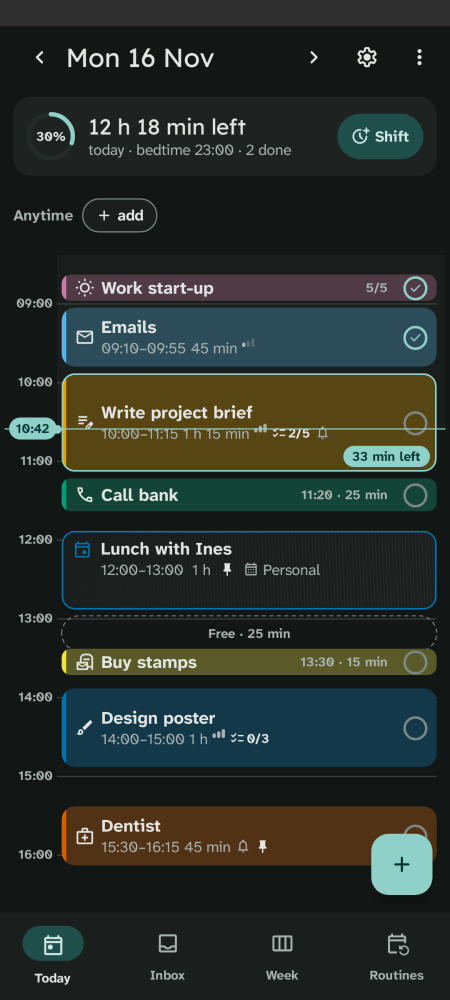 Mon 16 Nov
30%
12 h 18 min left
today · bedtime 23:00 · 2 done
Shift
Anytime
+ add
Work start-up
5/5
09:00
Emails
09:10–09:55 45 min
10:00
Write project brief
10:42
10:00–11:15 1 h 15 min
2/5
33 min left
11:00
Call bank
11:20 · 25 min
12:00
Lunch with Ines
12:00–13:00 1 h
Personal
13:00
Free · 25 min
Buy stamps
13:30 · 15 min
14:00
Design poster
14:00–15:00 1 h
0/3
15:00
Dentist
15:30–16:15 45 min
16:00
Today
Inbox
Week
Routines